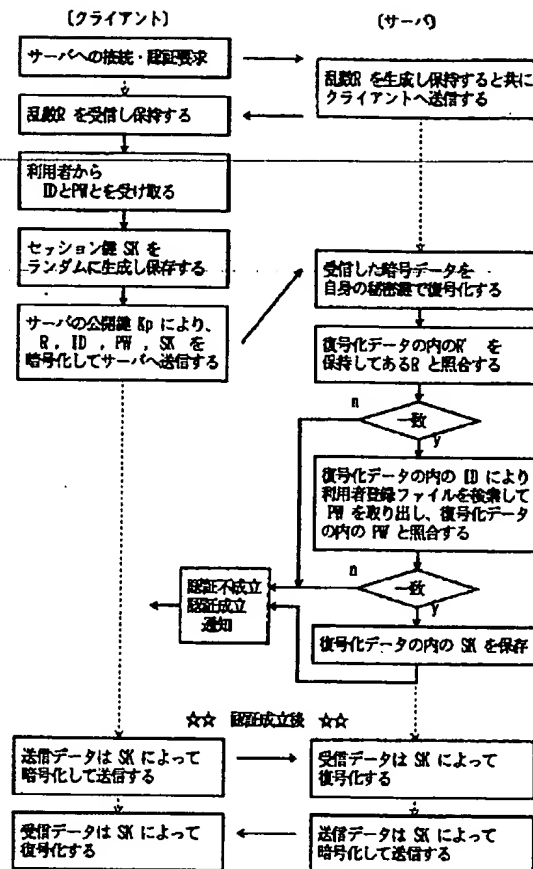 〔クライアント〕
〔サーバ〕
サーバへの接続・認証要求
乱数R を生成し保持すると共に
クライアントへ送信する
乱数R を受信し保持する
利用者から
IDとPWとを受け取る
セッション鍵 SK を
ランダムに生成し保存する
サーバの公開鍵 Kp により、
R , ID , PW , SK を
暗号化してサーバへ送信する
受信した暗号データを
自身の秘密鍵で復号化する
復号化データの内のR' を
保持してあるR と照合する
n
一致
y
復号化データの内の ID により
利用者登録ファイルを検索して
PW を取り出し、復号化データ
の内の PW と照合する
n
一致
y
認証不成立
認証成立
通知
復号化データの内の SK を保存
☆☆ 認証成立後 ☆☆
送信データは SK によって
暗号化して送信する
受信データは SK によって
復号化する
受信データは SK によって
復号化する
送信データは SK によって
暗号化して送信する